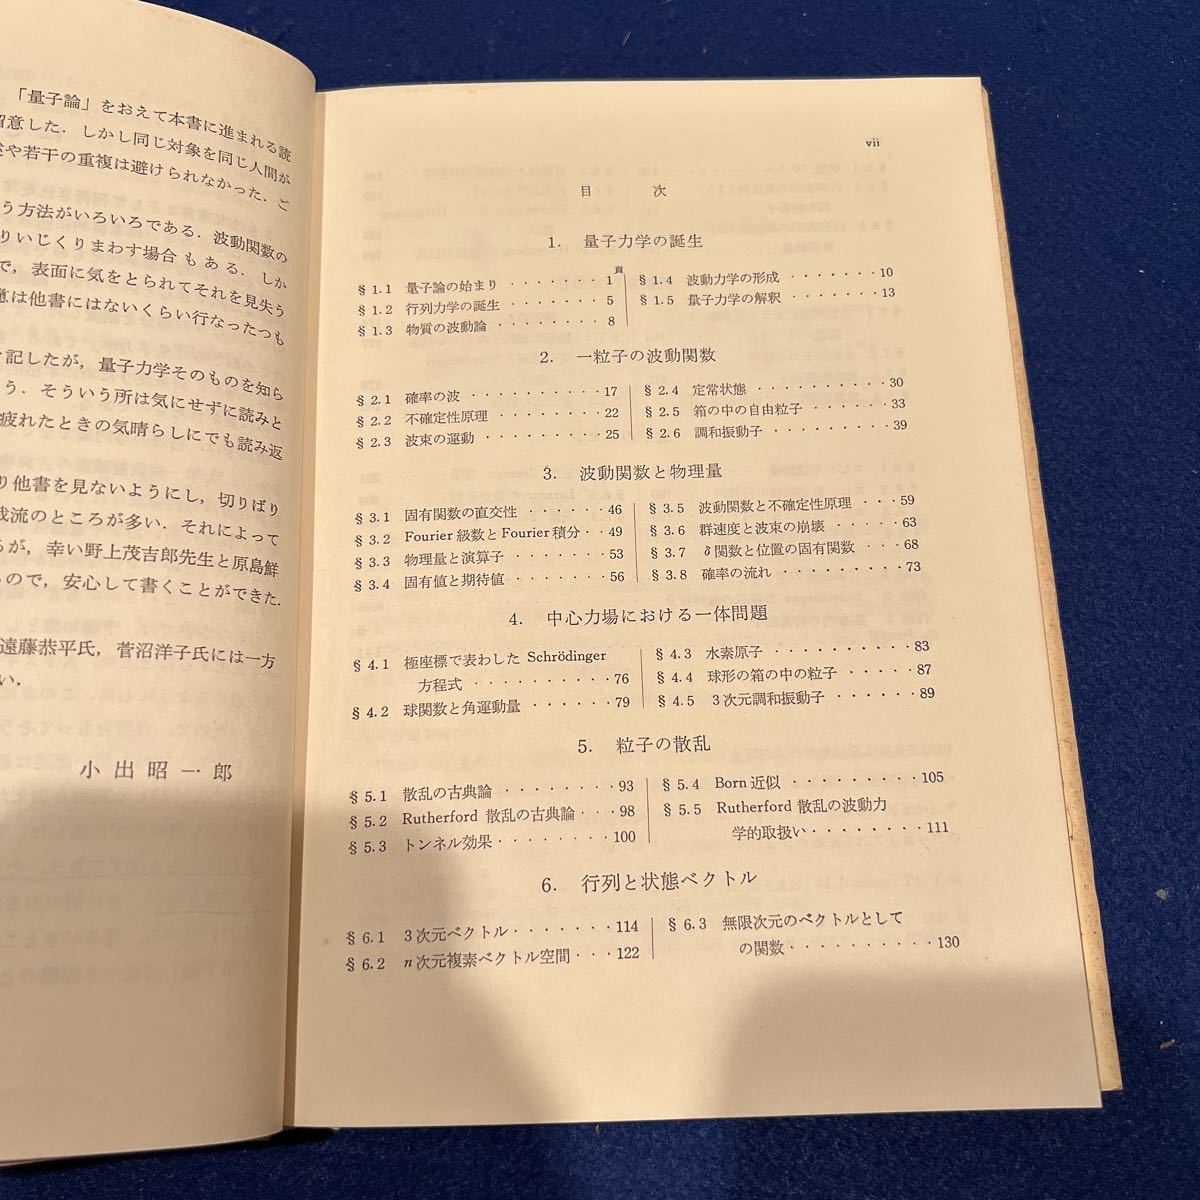 「量子論」をおえて本書に進まれる読
留意した．しかし同じ対象を同じ人間が
や若干の重複は避けられなかった．ご
う方法がいろいろである．波動関数の
りいじくりまわす場合もある．しか
で，表面に気をとられてそれを見失う
意は他書にはないくらい行なったつも
記したが，量子力学そのものを知ら
う．そういう所は気にせずに読みと
疲れたときの気晴らしにでも読み返
り他書を見ないようにし，切りばり
我流のところが多い．それによって
るが，幸い野上茂吉郎先生と原島鮮
ので，安心して書くことができた．
遠藤恭平氏，菅沼洋子氏には一方
い．
小出昭一郎
vii
目次
1. 量子力学の誕生
頁
§1.1 量子論の始まり ········ 1
§1.2 行列力学の誕生 ········ 5
§1.3 物質の波動論 ········ 8
§1.4 波動力学の形成 ········ 10
§1.5 量子力学の解釈 ········ 13
2. 一粒子の波動関数
§2.1 確率の波 ·········· 17
§2.2 不確定性原理 ········ 22
§2.3 波束の運動 ········· 25
§2.4 定常状態 ·········· 30
§2.5 箱の中の自由粒子 ······ 33
§2.6 調和振動子 ········· 39
3. 波動関数と物理量
§3.1 固有関数の直交性 ······ 46
§3.2 Fourier 級数と Fourier 積分 ·· 49
§3.3 物理量と演算子 ······· 53
§3.4 固有値と期待値 ······· 56
§3.5 波動関数と不確定性原理 ··· 59
§3.6 群速度と波束の崩壊 ····· 63
§3.7 δ関数と位置の固有関数 ··· 68
§3.8 確率の流れ ········· 73
4. 中心力場における一体問題
§4.1 極座標で表わした Schrödinger
方程式 ·········· 76
§4.2 球関数と角運動量 ······ 79
§4.3 水素原子 ·········· 83
§4.4 球形の箱の中の粒子 ····· 87
§4.5 3次元調和振動子 ······ 89
5. 粒子の散乱
§5.1 散乱の古典論 ········ 93
§5.2 Rutherford 散乱の古典論 ··· 98
§5.3 トンネル効果 ········ 100
§5.4 Born 近似 ········· 105
§5.5 Rutherford 散乱の波動力
学的取扱い ········ 111
6. 行列と状態ベクトル
§6.1 3次元ベクトル ······· 114
§6.2 n次元複素ベクトル空間 ··· 122
§6.3 無限次元のベクトルとして
の関数 ·········· 130